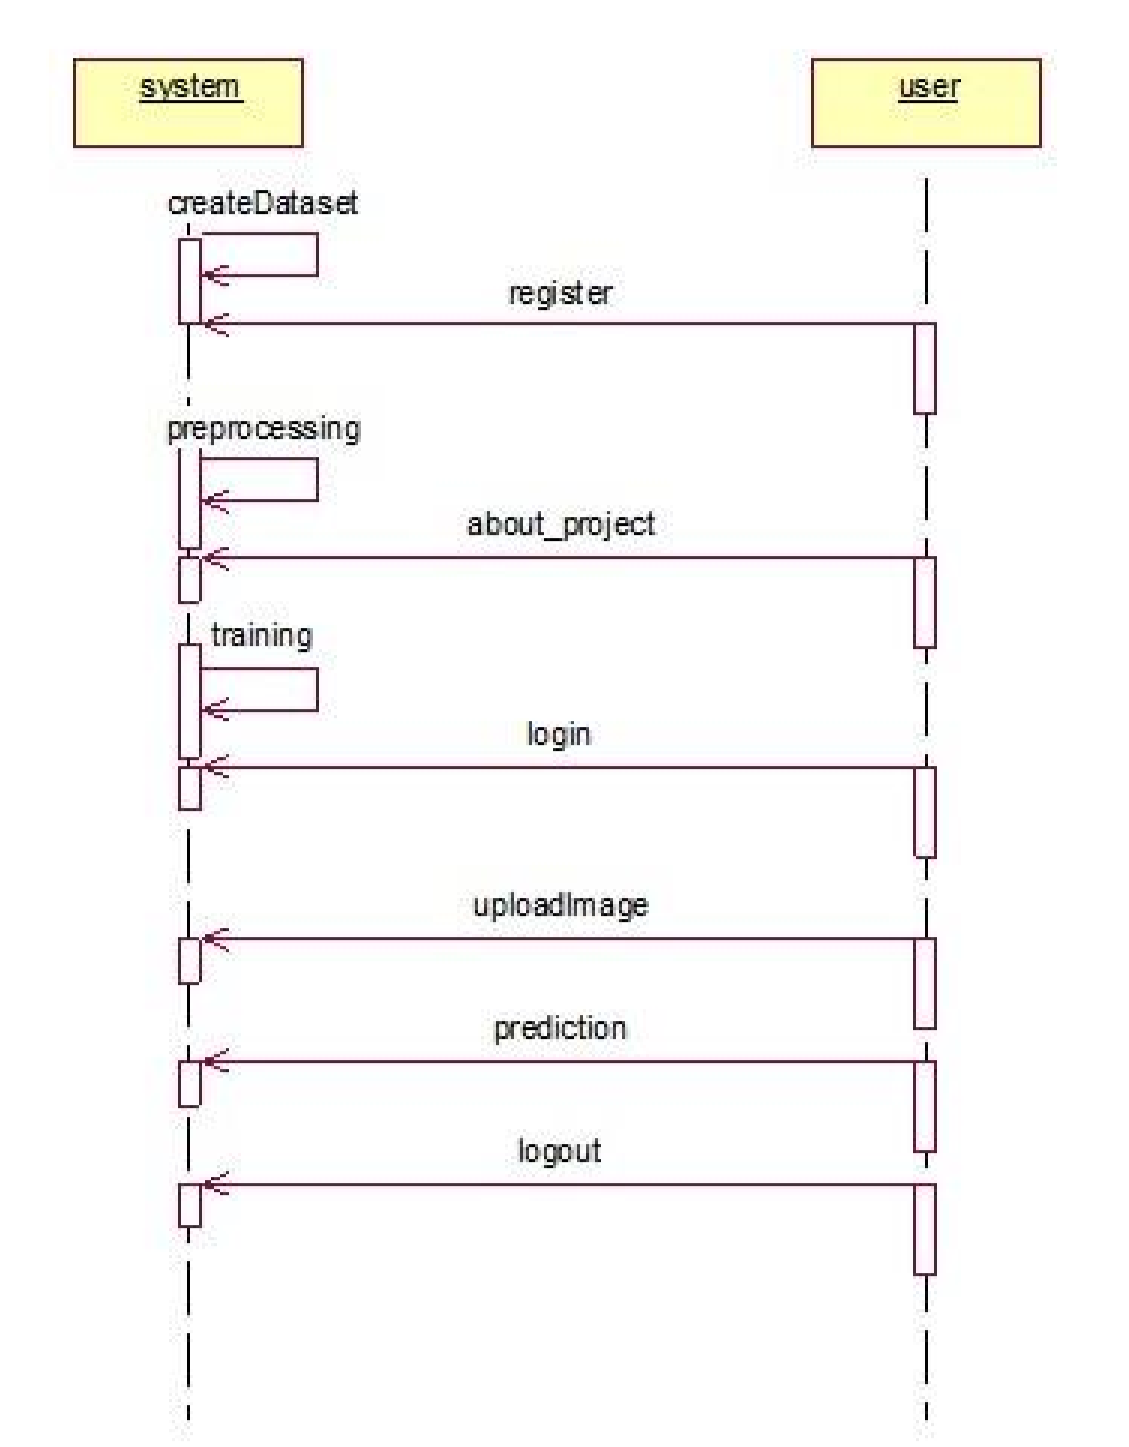 system
user
createDataset
register
preprocessing
about_project
training
login
uploadImage
prediction
logout